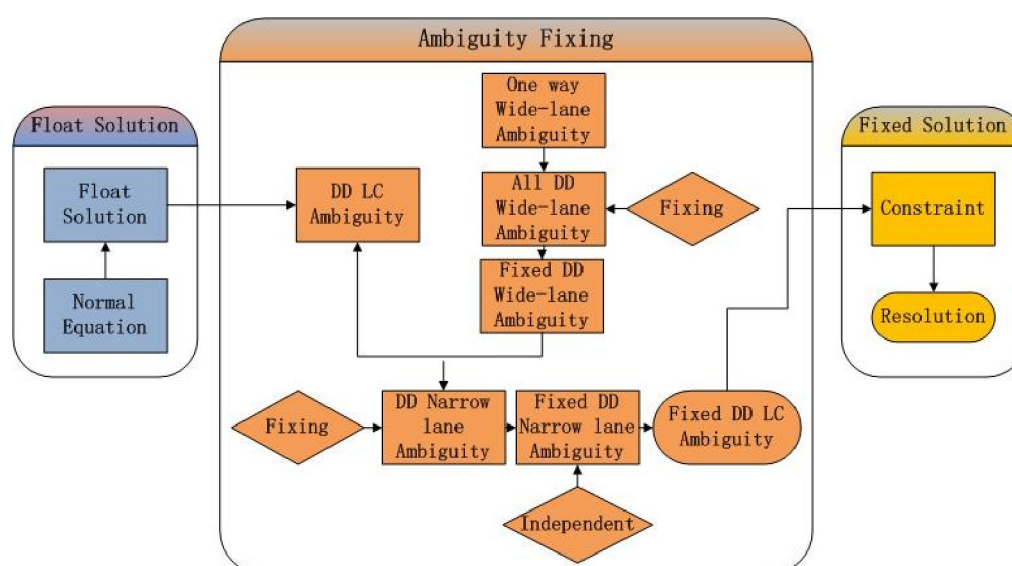 Ambiguity Fixing
Float Solution
Float
Solution
Normal
Equation
One way
Wide-lane
Ambiguity
DD LC
Ambiguity
All DD
Wide-lane
Ambiguity
Fixing
Fixed DD
Wide-lane
Ambiguity
Fixing
DD Narrow
lane
Ambiguity
Fixed DD
Narrow lane
Ambiguity
Fixed DD LC
Ambiguity
Independent
Fixed Solution
Constraint
Resolution